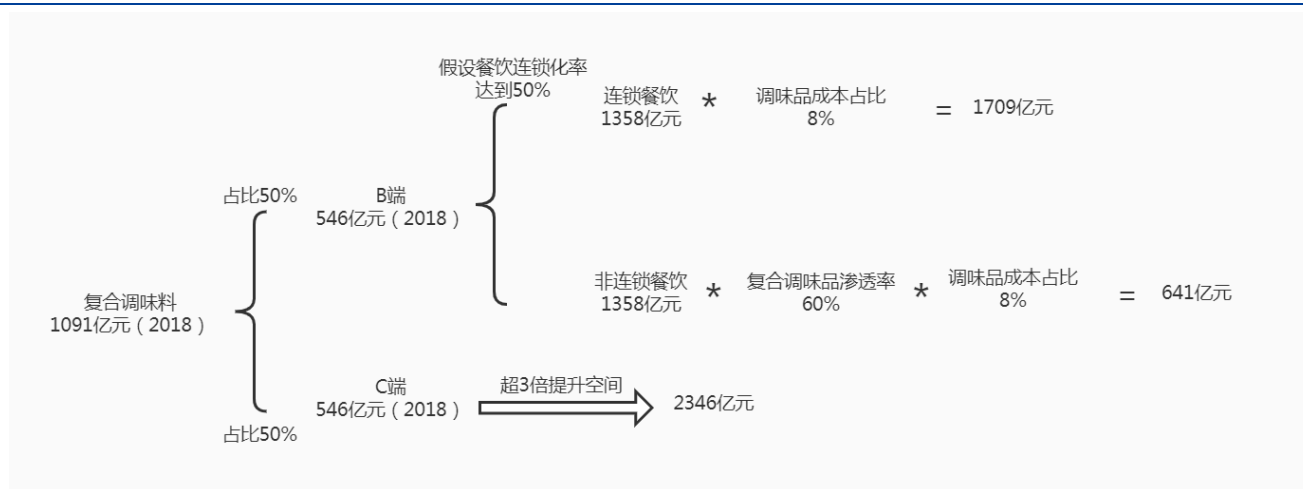 假设餐饮连锁化率
达到50%
连锁餐饮
1358亿元
*
调味品成本占比
8%
=
1709亿元
占比50%
B端
546亿元（2018）
非连锁餐饮
1358亿元
*
复合调味品渗透率
60%
*
调味品成本占比
8%
=
641亿元
复合调味料
1091亿元（2018）
C端
546亿元（2018）
超3倍提升空间
2346亿元
占比50%